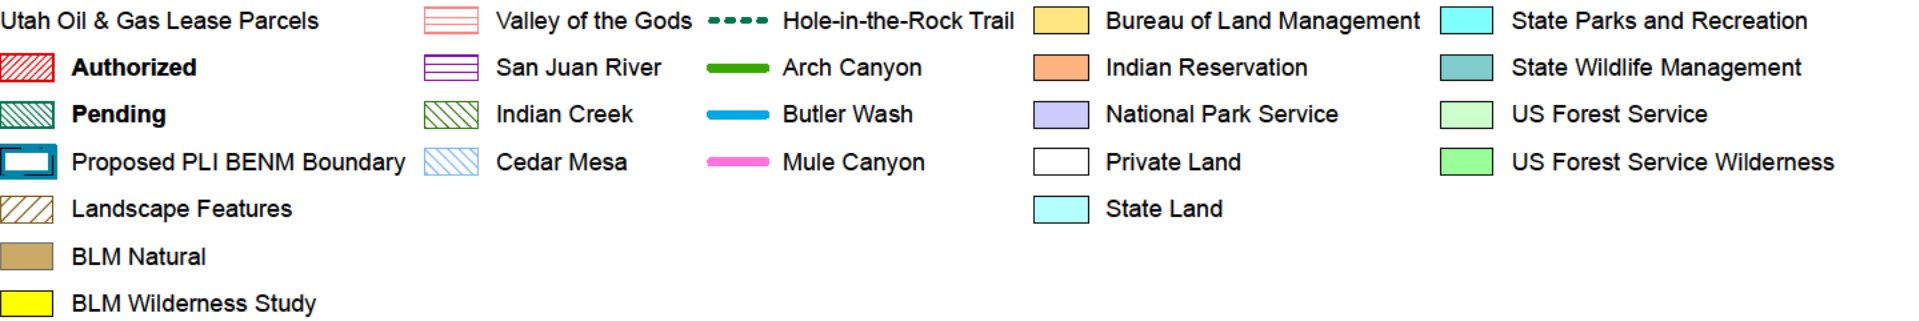 Utah Oil & Gas Lease Parcels
Authorized
Pending
Proposed PLI BENM Boundary
Landscape Features
BLM Natural
BLM Wilderness Study
Valley of the Gods
San Juan River
Indian Creek
Cedar Mesa
Hole-in-the-Rock Trail
Arch Canyon
Butler Wash
Mule Canyon
Bureau of Land Management
Indian Reservation
National Park Service
Private Land
State Land
State Parks and Recreation
State Wildlife Management
US Forest Service
US Forest Service Wilderness